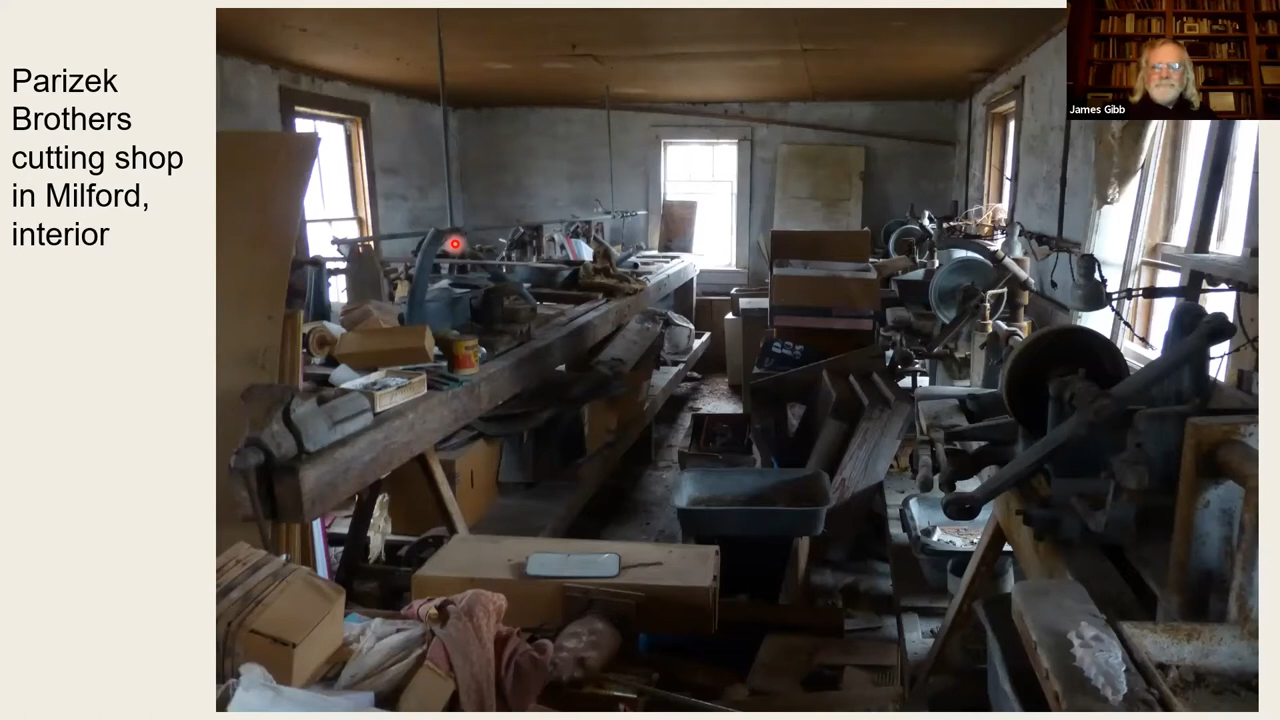 Parizek
Brothers
cutting shop
in Milford,
interior
James Gibb